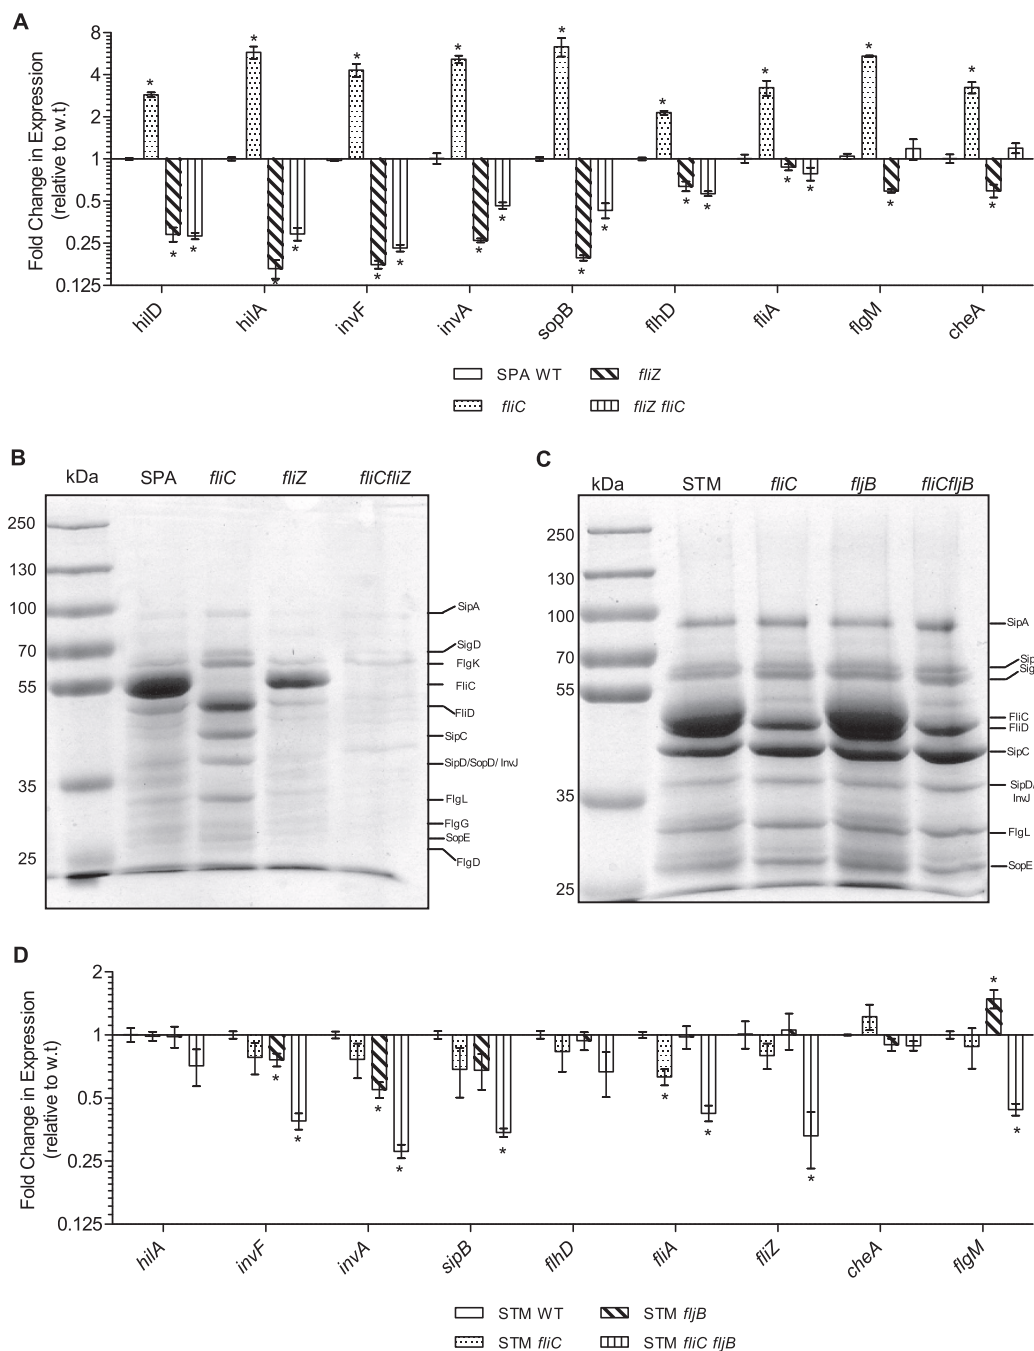 A
Fold Change in Expression
(relative to w.t)
8
4
2
1
0.5
0.25
0.125
* * * * * * * * *
* * * * * * * * * * * * * * * *
hilD hilA invF invA sopB flhD fliA flgM cheA
SPA WT fliZ
fliC fliZ fliC
B
kDa SPA fliC fliZ fliCfliZ
250
130
100
70
55
35
25
SipA
SigD
FlgK
FliC
FliD
SipC
SipD/SopD/ InvJ
FlgL
FlgG
SopE
FlgD
C
kDa STM fliC fljB fliCfljB
250
130
100
70
55
35
25
SipA
Sip
Sig
FliC
FliD
SipC
SipD/
InvJ
FlgL
SopE
D
Fold Change in Expression
(relative to w.t)
2
1
0.5
0.25
0.125
*
* * * * * * * * *
hilA invF invA sipB flhD fliA fliZ cheA flgM
STM WT STM fljB
STM fliC STM fliC fljB